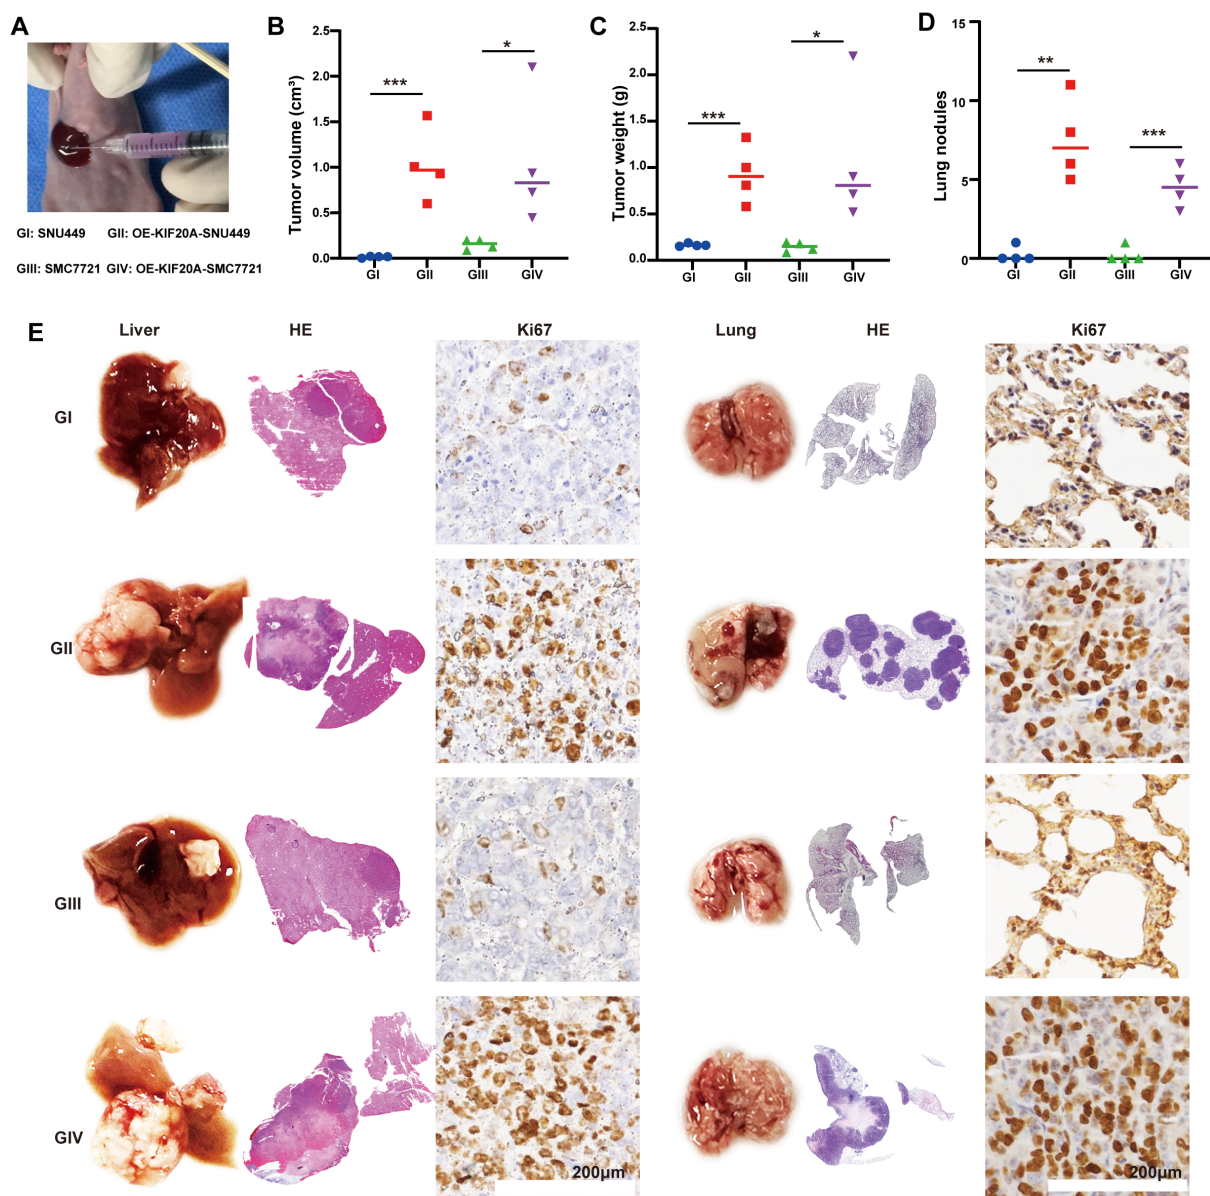 A
GI: SNU449 GII: OE-KIF20A-SNU449
GIII: SMC7721 GIV: OE-KIF20A-SMC7721
B
Tumor volume (cm³)
2.5
2.0
1.5
1.0
0.5
0.0
***
*
GI GII GIII GIV
C
Tumor weight (g)
2.5
2.0
1.5
1.0
0.5
0.0
***
*
GI GII GIII GIV
D
Lung nodules
15
10
5
0
**
***
GI GII GIII GIV
E
Liver HE Ki67 Lung HE Ki67
GI
GII
GIII
GIV
200μm 200μm